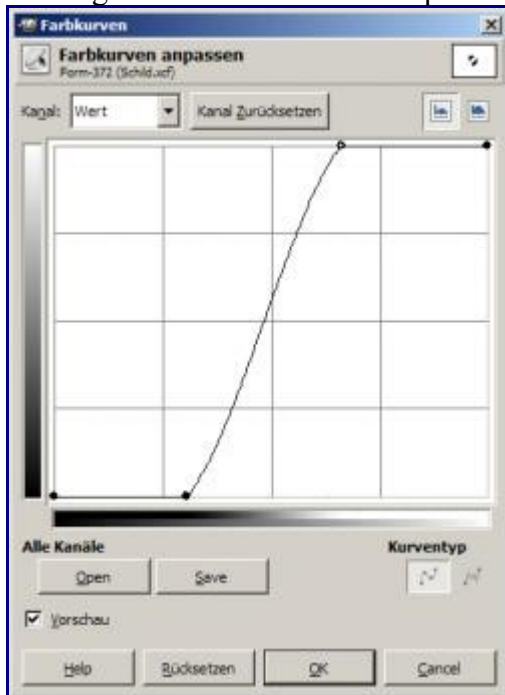 Farbkurven
Farbkurven anpassen
Form-372 (Schild.xcf)
Kanal: Wert Kanal Zurücksetzen
Alle Kanäle Kurventyp
Open Save
Vorschau
Help Rücksetzen OK Cancel